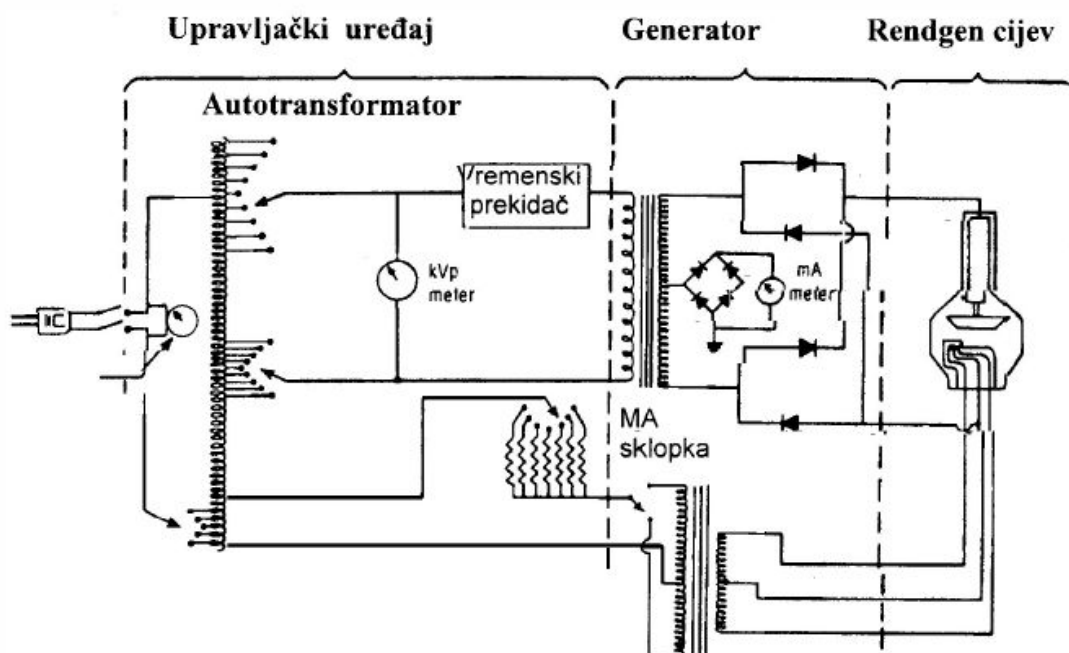 Upravljački uređaj
Generator
Rendgen cijev
Autotransformator
Vremenski
prekidač
kVp
meter
mA
meter
MA
sklopka